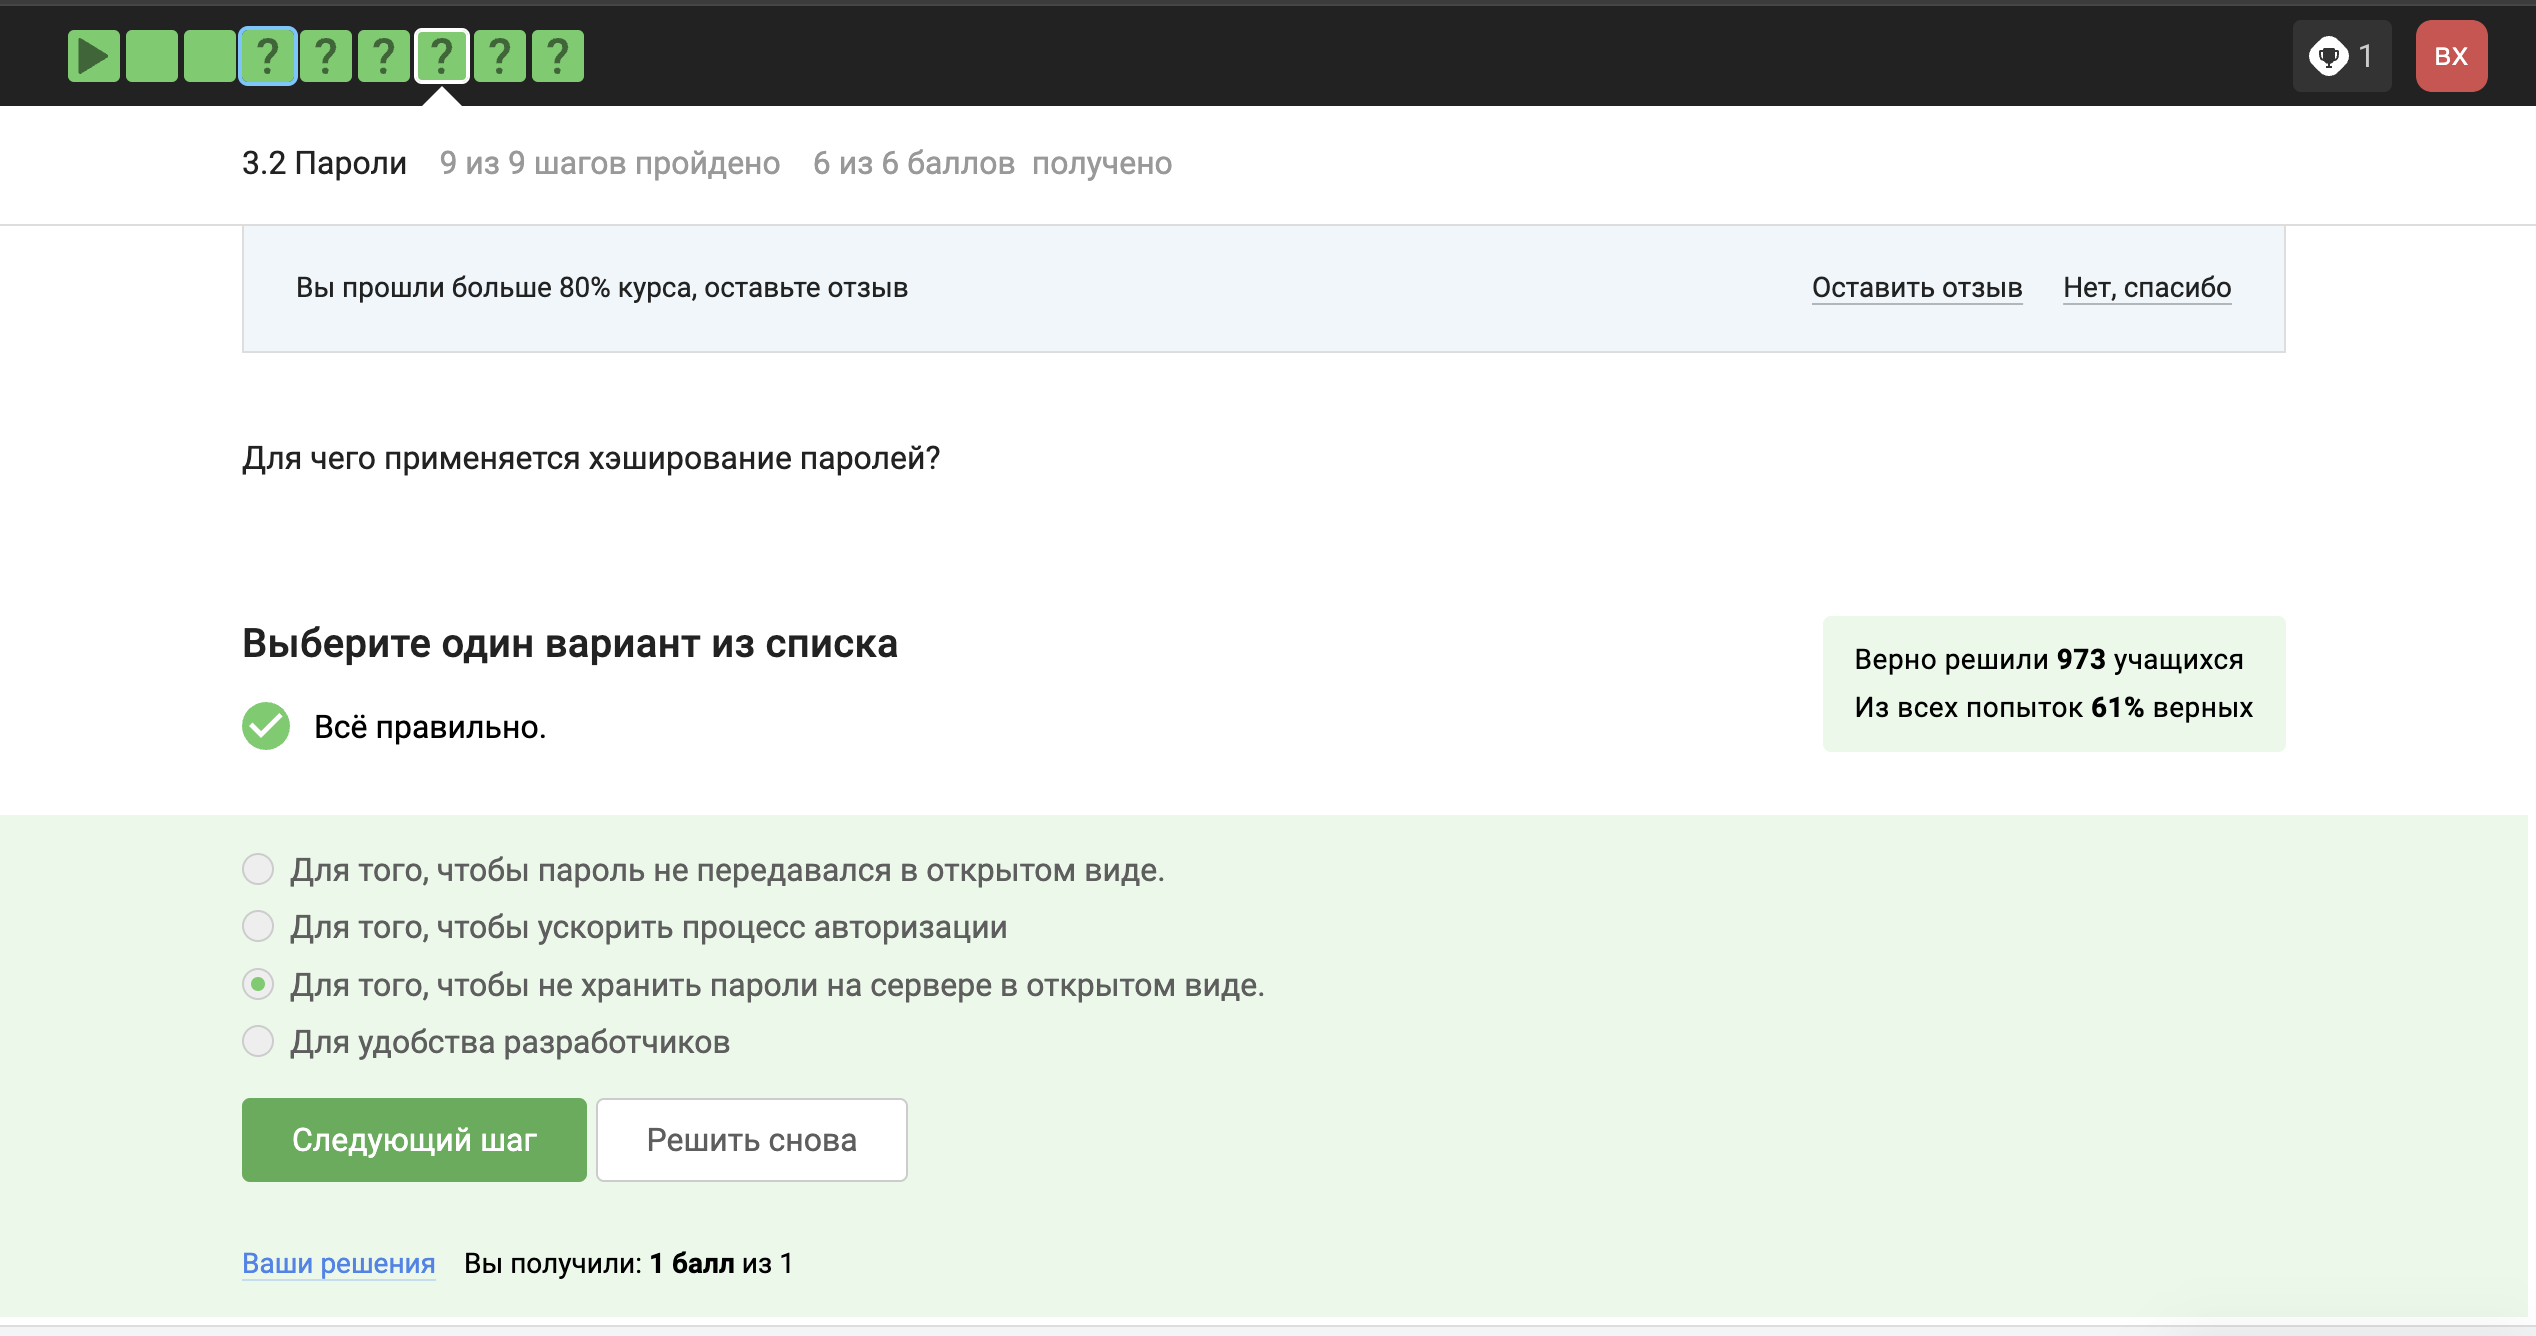 ? ? ? ? ? ?
1
BX
3.2 Пароли 9 из 9 шагов пройдено 6 из 6 баллов получено
Вы прошли больше 80% курса, оставьте отзыв Оставить отзыв Нет, спасибо
Для чего применяется хэширование паролей?
Выберите один вариант из списка
Всё правильно.
Верно решили 973 учащихся
Из всех попыток 61% верных
Для того, чтобы пароль не передавался в открытом виде.
Для того, чтобы ускорить процесс авторизации
Для того, чтобы не хранить пароли на сервере в открытом виде.
Для удобства разработчиков
Следующий шаг Решить снова
Ваши решения Вы получили: 1 балл из 1